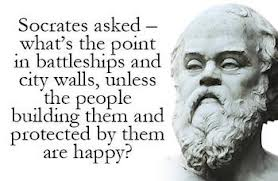 Socrates asked –
what's the point
in battleships and
city walls, unless
the people
building them and
protected by them
are happy?